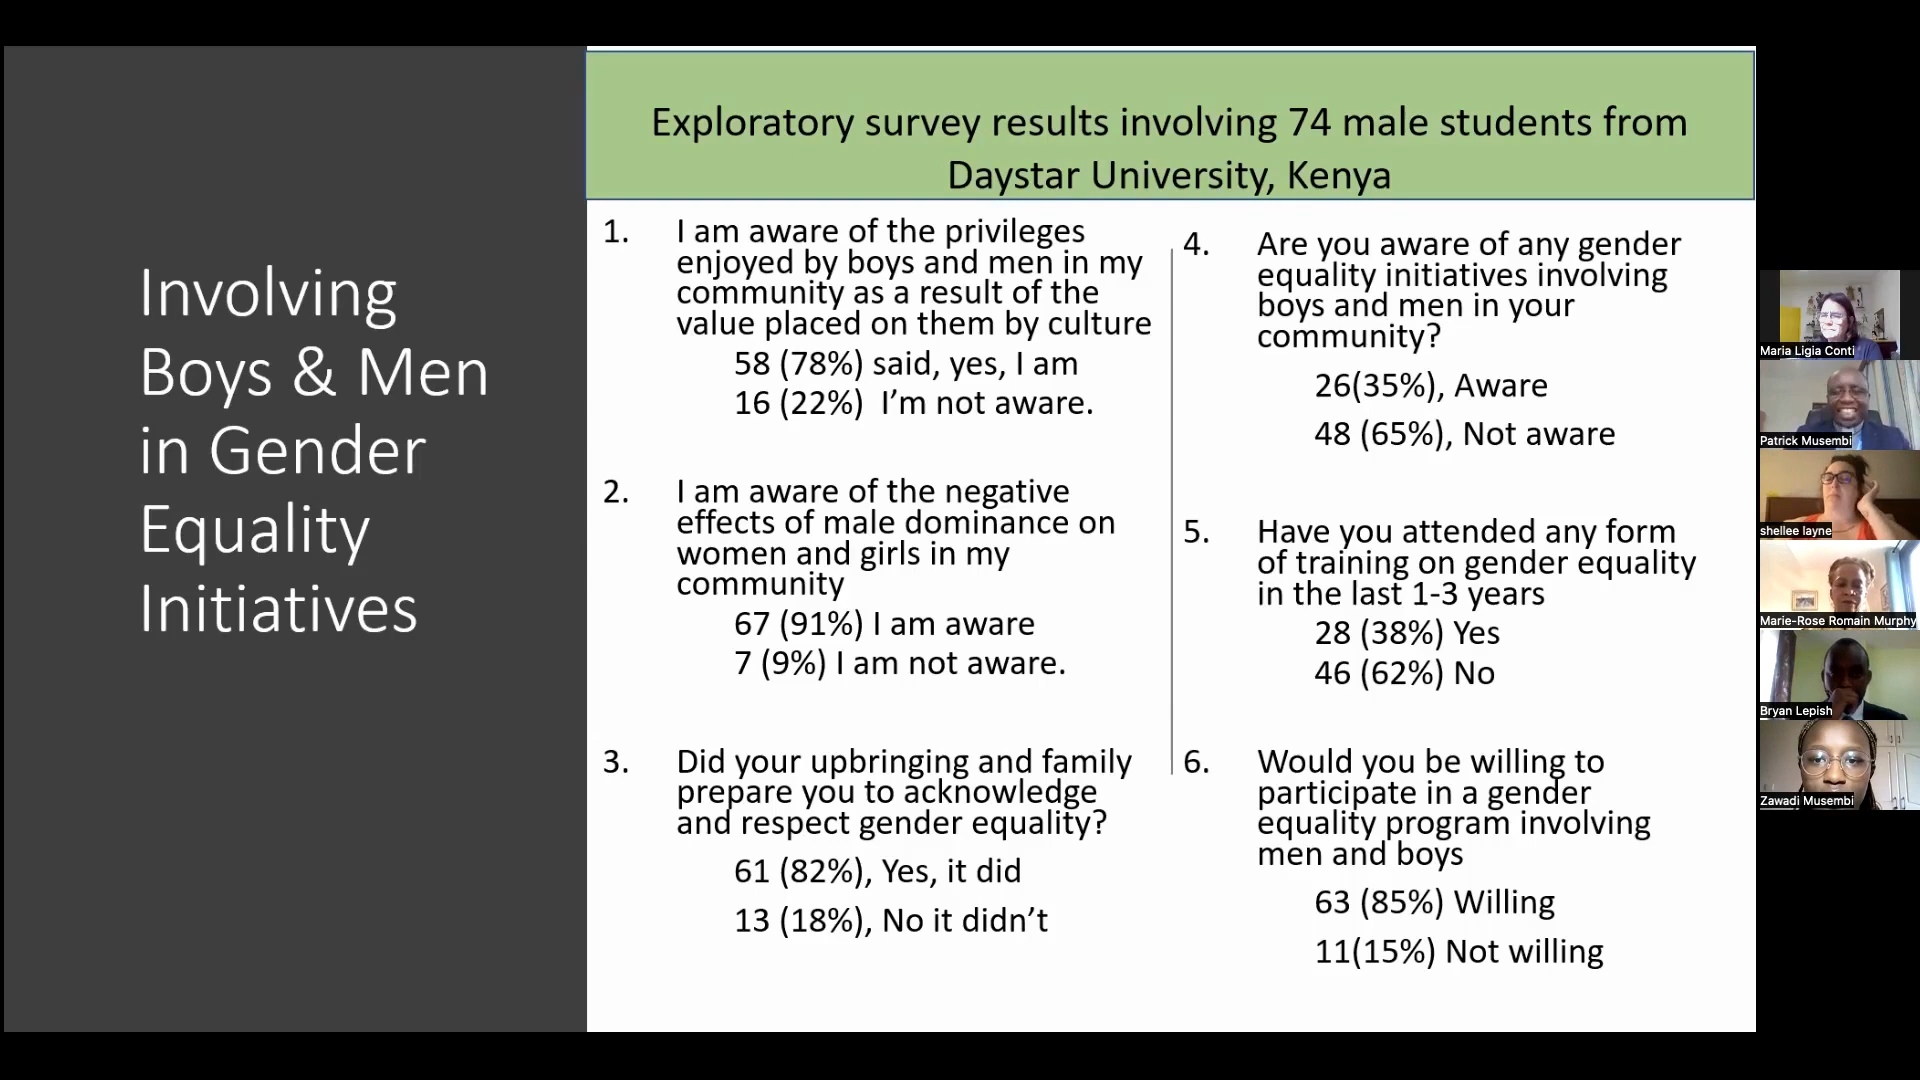 Involving
Boys & Men
in Gender
Equality
Initiatives
Exploratory survey results involving 74 male students from
Daystar University, Kenya
1. I am aware of the privileges
enjoyed by boys and men in my
community as a result of the
value placed on them by culture
58 (78%) said, yes, I am
16 (22%) I’m not aware.
2. I am aware of the negative
effects of male dominance on
women and girls in my
community
67 (91%) I am aware
7 (9%) I am not aware.
3. Did your upbringing and family
prepare you to acknowledge
and respect gender equality?
61 (82%), Yes, it did
13 (18%), No it didn’t
4. Are you aware of any gender
equality initiatives involving
boys and men in your
community?
26(35%), Aware
48 (65%), Not aware
5. Have you attended any form
of training on gender equality
in the last 1-3 years
28 (38%) Yes
46 (62%) No
6. Would you be willing to
participate in a gender
equality program involving
men and boys
63 (85%) Willing
11(15%) Not willing
Maria Ligia Conti
Patrick Musembi
shellee layne
Marie-Rose Romain Murphy
Bryan Lepish
Zawadi Musembi